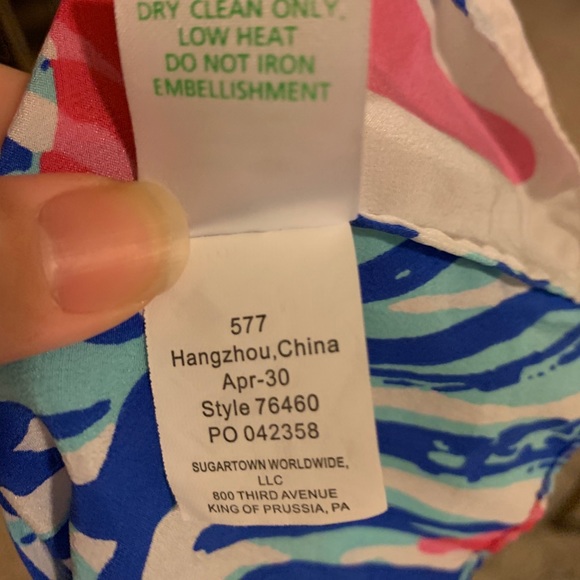 DRY CLEAN ONLY.
LOW HEAT
DO NOT IRON
EMBELLISHMENT
577
Hangzhou,China
Apr-30
Style 76460
PO 042358
SUGARTOWN WORLDWIDE,
LLC
800 THIRD AVENUE
KING OF PRUSSIA, PA